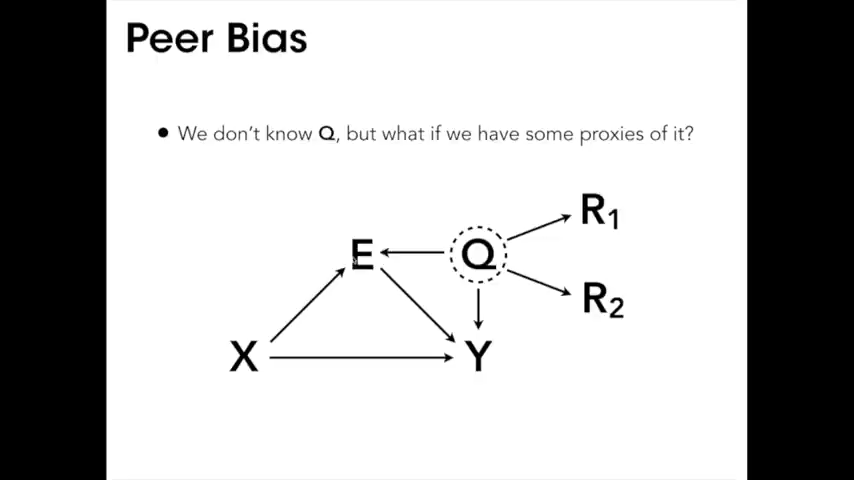 Peer Bias
● We don't know Q, but what if we have some proxies of it?
R1
E
Q
R2
X
Y